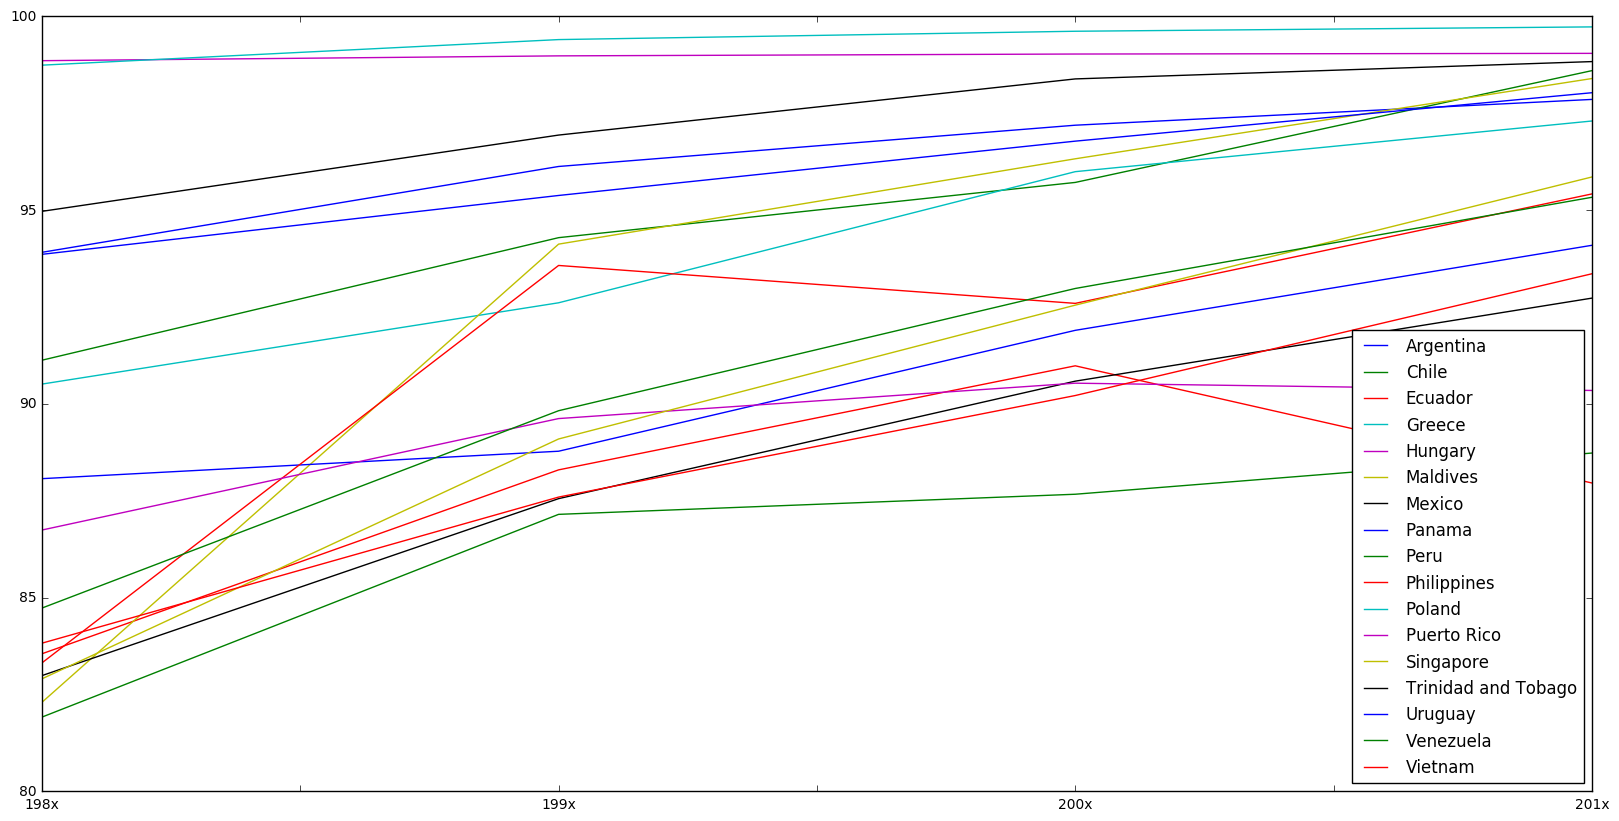 100
95
90
85
80
198x
199x
200x
201x
Argentina
Chile
Ecuador
Greece
Hungary
Maldives
Mexico
Panama
Peru
Philippines
Poland
Puerto Rico
Singapore
Trinidad and Tobago
Uruguay
Venezuela
Vietnam